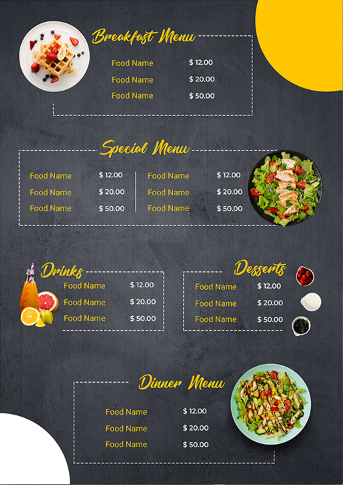 Breakfast Menu
Food Name $ 12.00
Food Name $ 20.00
Food Name $ 50.00
Special Menu
Food Name $ 12.00 Food Name $ 12.00
Food Name $ 20.00 Food Name $ 20.00
Food Name $ 50.00 Food Name $ 50.00
Drinks
Food Name $ 12.00
Food Name $ 20.00
Food Name $ 50.00
Desserts
Food Name $ 12.00
Food Name $ 20.00
Food Name $ 50.00
Dinner Menu
Food Name $ 12.00
Food Name $ 20.00
Food Name $ 50.00